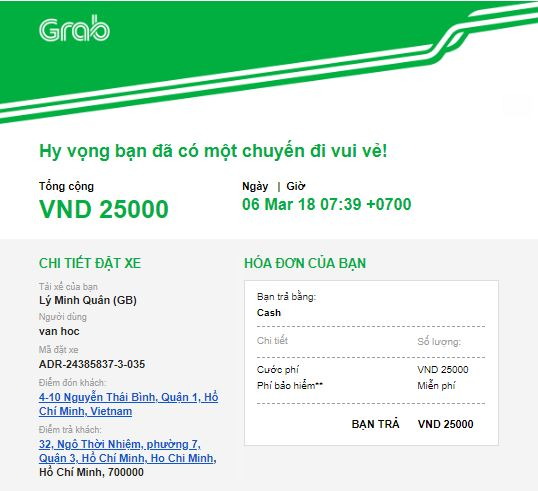 Grab
Hy vọng bạn đã có một chuyến đi vui vẻ!
Tổng cộng
VND 25000
Ngày | Giờ
06 Mar 18 07:39 +0700
CHI TIẾT ĐẶT XE
Tài xế của bạn
Lý Minh Quân (GB)
Người dùng
van hoc
Mã đặt xe
ADR-24385837-3-035
Điểm đón khách:
4-10 Nguyễn Thái Bình, Quận 1, Hồ
Chí Minh, Vietnam
Điểm trả khách:
32, Ngô Thời Nhiệm, phường 7,
Quận 3, Hồ Chí Minh, Ho Chi Minh,
Hồ Chí Minh, 700000
HÓA ĐƠN CỦA BẠN
Bạn trả bằng:
Cash
Chi tiết Số lượng:
Cước phí VND 25000
Phí bảo hiểm** Miễn phí
BẠN TRẢ VND 25000